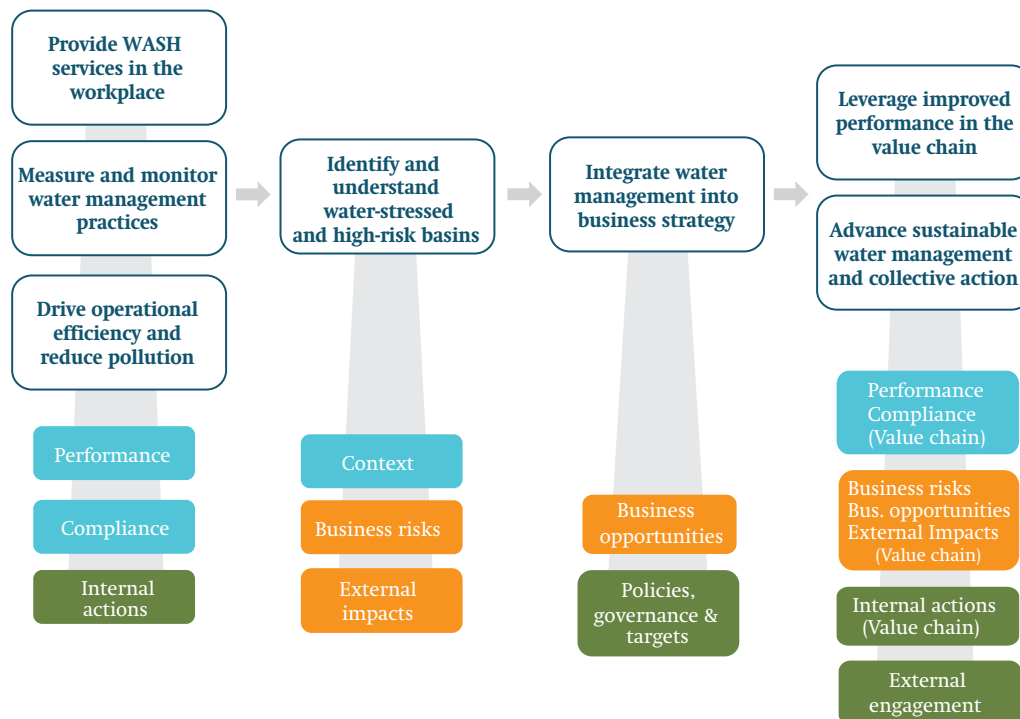 Provide WASH
services in the
workplace
Measure and monitor
water management
practices
Drive operational
efficiency and
reduce pollution
Performance
Compliance
Internal
actions
Identify and
understand
water-stressed
and high-risk basins
Context
Business risks
External
impacts
Integrate water
management into
business strategy
Business
opportunities
Policies,
governance &
targets
Leverage improved
performance in the
value chain
Advance sustainable
water management
and collective action
Performance
Compliance
(Value chain)
Business risks
Bus. opportunities
External Impacts
(Value chain)
Internal actions
(Value chain)
External
engagement